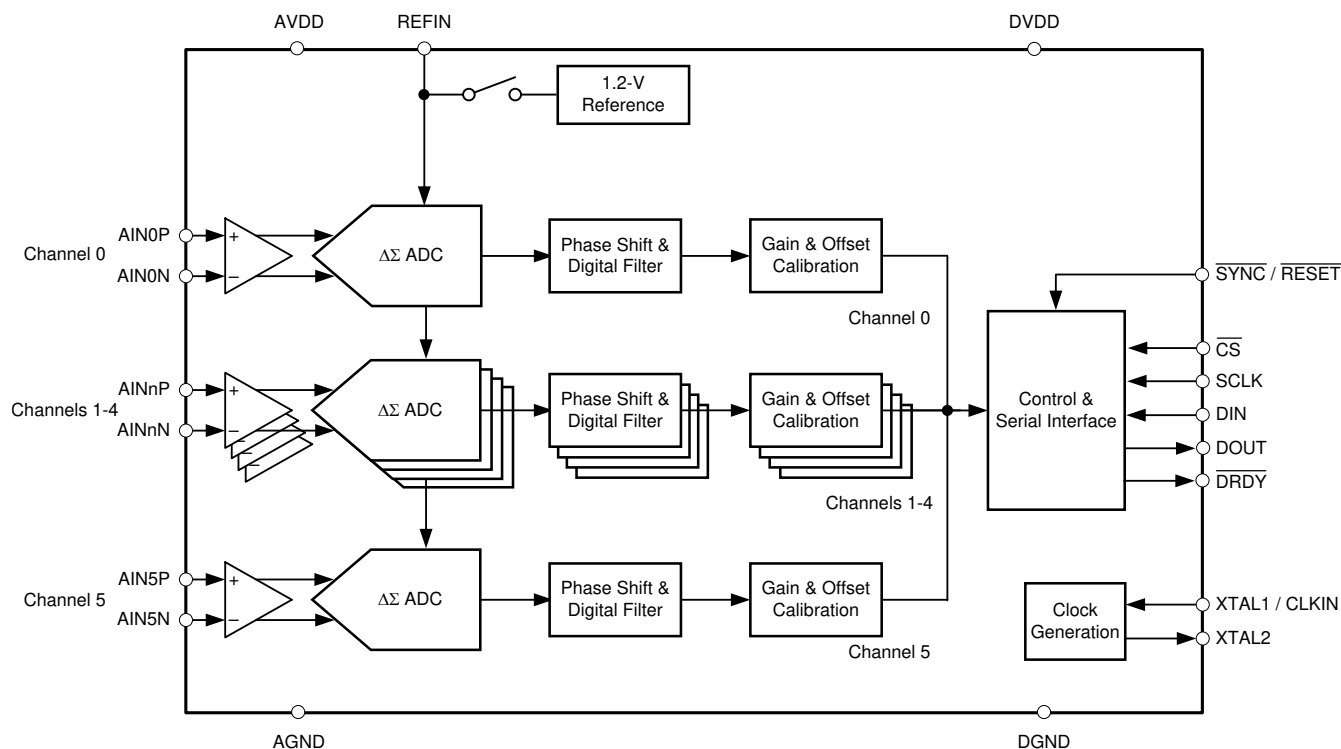 AVDD
REFIN
DVDD
1.2-V
Reference
AIN0P
Channel 0
AIN0N
+
−
ΔΣ ADC
Phase Shift &
Digital Filter
Gain & Offset
Calibration
Channel 0
SYNC / RESET
AINnP
Channels 1-4
AINnN
+
−
−
−
−
ΔΣ ADC
Phase Shift &
Digital Filter
Gain & Offset
Calibration
Channels 1-4
Control &
Serial Interface
CS
SCLK
DIN
DOUT
DRDY
AIN5P
Channel 5
AIN5N
+
−
ΔΣ ADC
Phase Shift &
Digital Filter
Gain & Offset
Calibration
Channel 5
Clock
Generation
XTAL1 / CLKIN
XTAL2
AGND
DGND